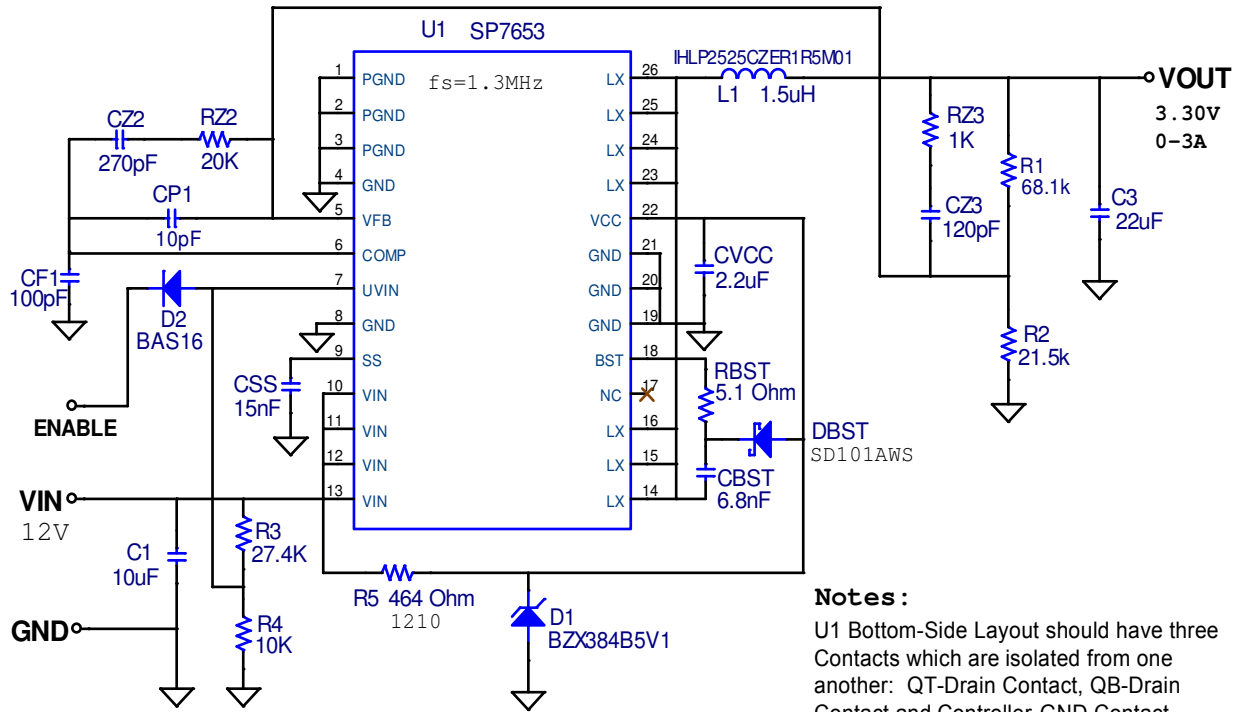 U1 SP7653
fs=1.3MHz
IHLP2525CZER1R5M01
L1 1.5uH
VOUT
3.30V
0-3A
1 PGND
2 PGND
3 PGND
4 GND
5 VFB
6 COMP
7 UVIN
8 GND
9 SS
10 VIN
11 VIN
12 VIN
13 VIN
LX 26
LX 25
LX 24
LX 23
VCC 22
GND 21
GND 20
GND 19
BST 18
NC 17
LX 16
LX 15
LX 14
CZ2
270pF
RZ2
20K
CP1
10pF
CF1
100pF
D2
BAS16
ENABLE
CSS
15nF
VIN
12V
C1
10uF
GND
R3
27.4K
R4
10K
R5 464 Ohm
1210
D1
BZX384B5V1
CVCC
2.2uF
RBST
5.1 Ohm
DBST
SD101AWS
CBST
6.8nF
RZ3
1K
CZ3
120pF
R1
68.1k
R2
21.5k
C3
22uF
Notes:
U1 Bottom-Side Layout should have three
Contacts which are isolated from one
another: QT-Drain Contact, QB-Drain
Contact and Controller-GND Contact